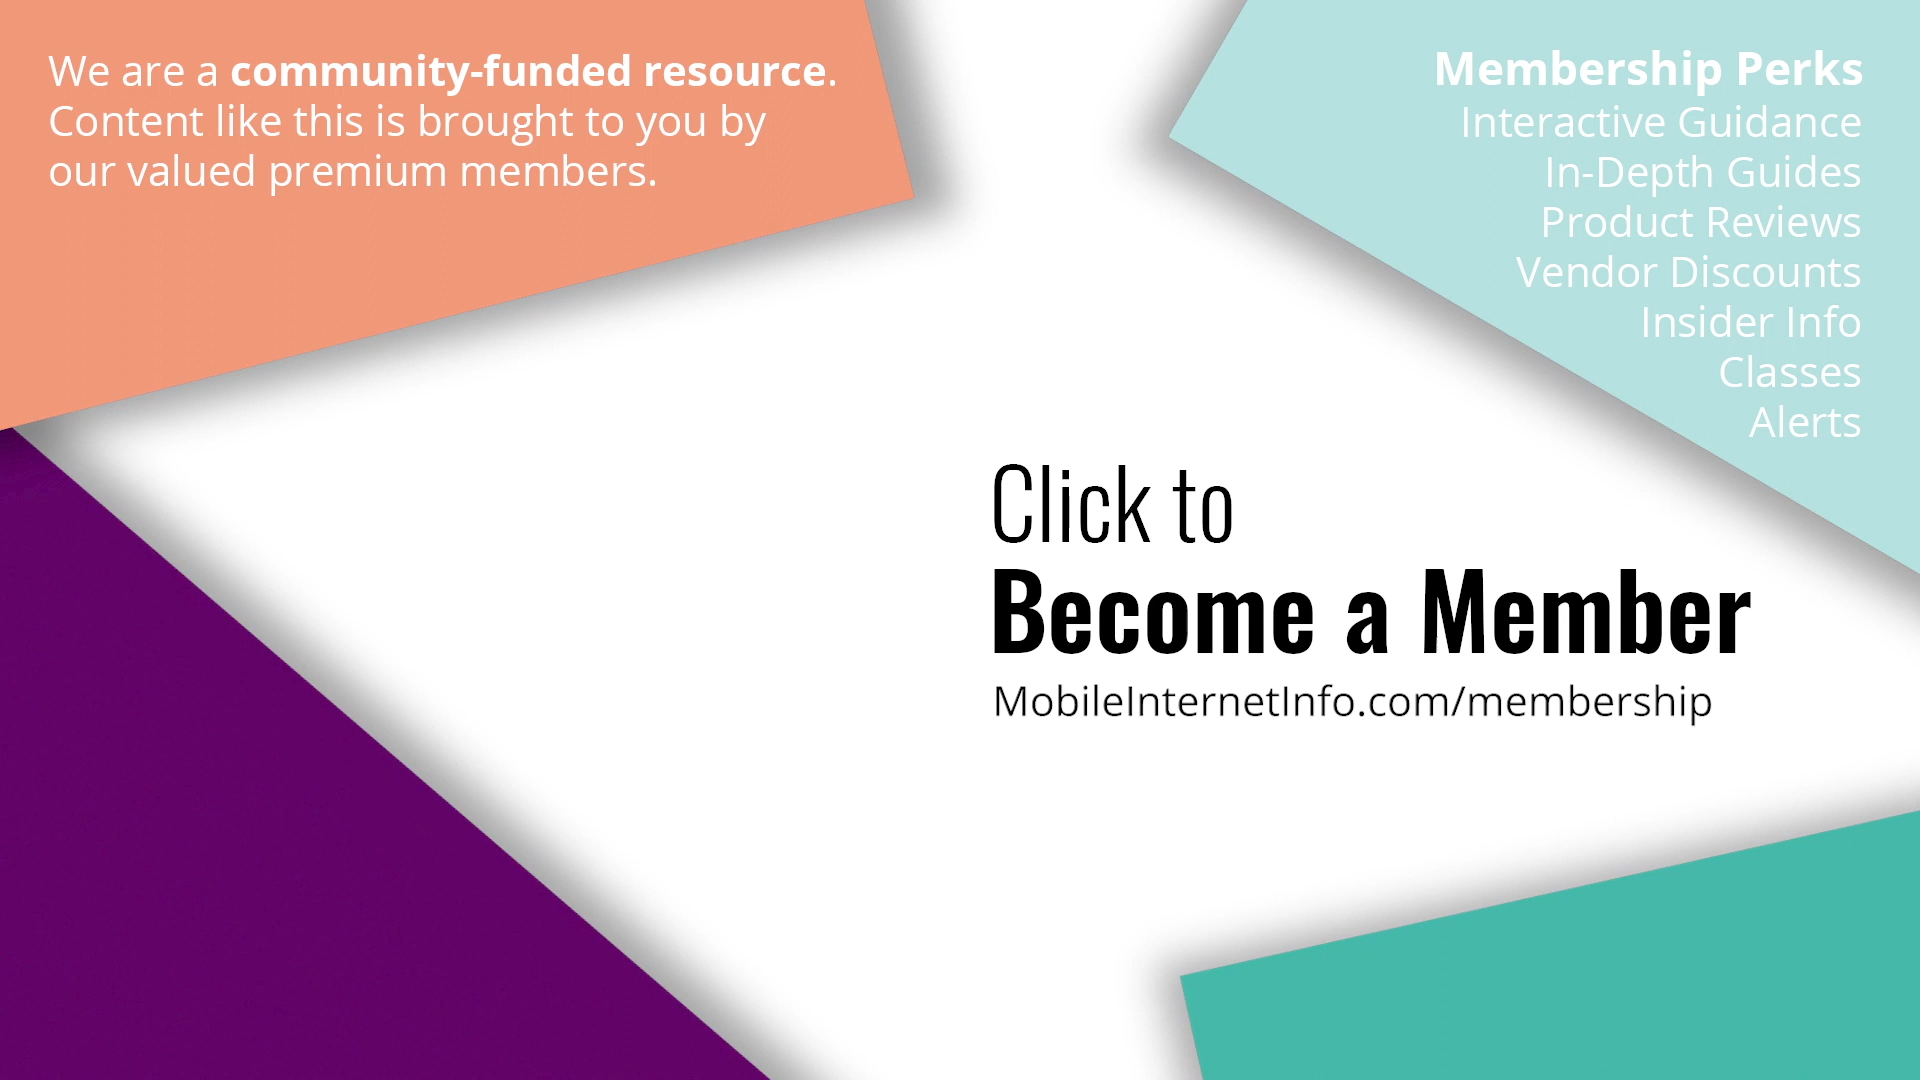 We are a community-funded resource.
Content like this is brought to you by
our valued premium members.
Membership Perks
Interactive Guidance
In-Depth Guides
Product Reviews
Vendor Discounts
Insider Info
Classes
Alerts
Click to
Become a Member
MobileInternetInfo.com/membership